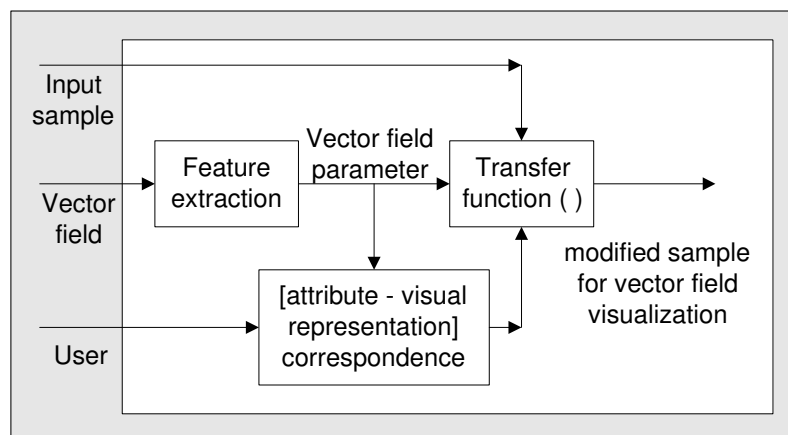 Input
sample
Vector field
parameter
Feature
extraction
Transfer
function ( )
Vector
field
modified sample
for vector field
visualization
[attribute - visual
representation]
correspondence
User